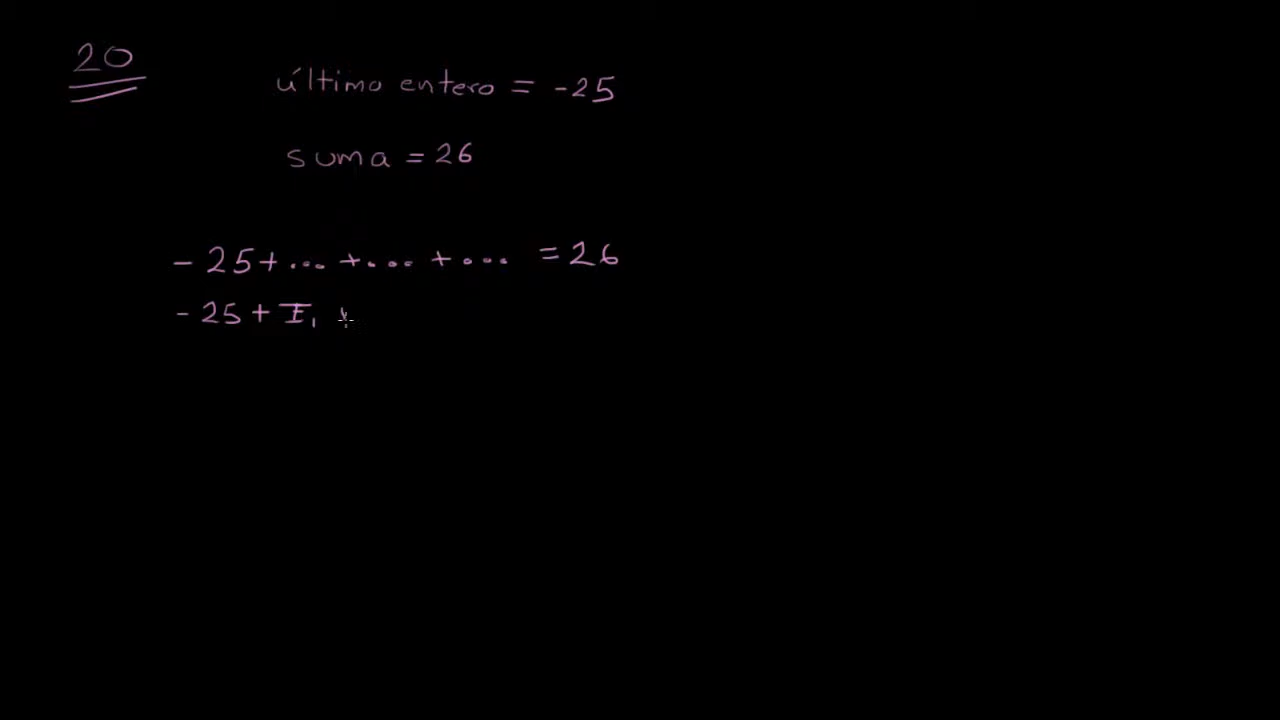 20
último entero = -25
suma = 26
- 25 + ... + .... + .... = 26
- 25 + I₁ +